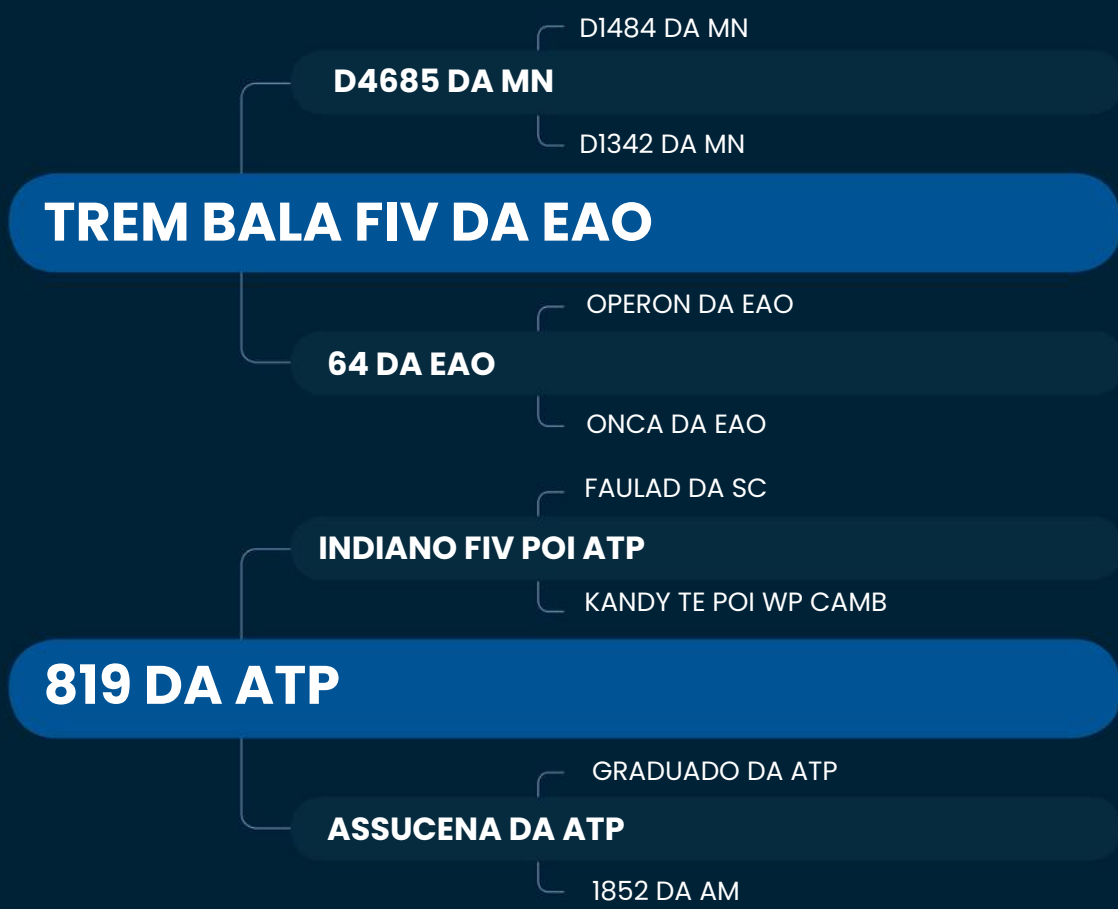 D1484 DA MN
D4685 DA MN
D1342 DA MN
TREM BALA FIV DA EAO
OPERON DA EAO
64 DA EAO
ONCA DA EAO
FAULAD DA SC
INDIANO FIV POI ATP
KANDY TE POI WP CAMB
819 DA ATP
GRADUADO DA ATP
ASSUCENA DA ATP
1852 DA AM